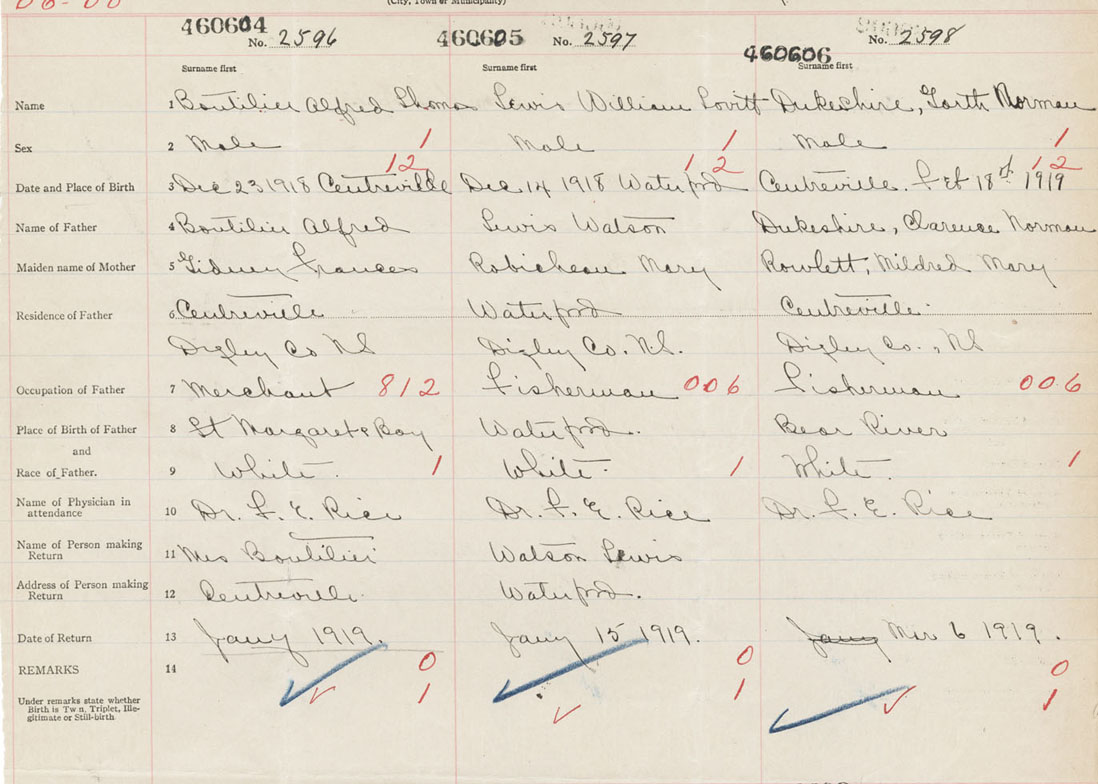 (City, Town or Municipality)
460604 No. 2596 460605 No. 2597 460606 No. 2598
Surname first Surname first Surname first
Name 1 Boutilier Alfred Thomas Lewis William Lovitt Dukeshire, Garth Norman
Sex 2 Male 1 Male 1 Male 1
12 12 12
Date and Place of Birth 3 Dec 23 1918 Centreville Dec 14 1918 Waterford Centreville. Feb 18th 1919
Name of Father 4 Boutilier Alfred Lewis Watson Dukeshire, Clarence Norman
Maiden name of Mother 5 Gidney Frances Robicheau Mary Rowlett, Mildred Mary
Residence of Father 6 Centreville Waterford Centreville
Digby Co NS Digby Co. N.S. Digby Co., NS
Occupation of Father 7 Merchant 812 Fisherman 006 Fisherman 006
Place of Birth of Father 8 St Margarets Bay Waterford. Bear River
and
Race of Father. 9 White. 1 White. 1 White. 1
Name of Physician in
attendance 10 Dr. F. E. Rice Dr. F. E. Rice Dr. F. E. Rice
Name of Person making
Return 11 Mrs Boutilier Watson Lewis
Address of Person making
Return 12 Centreville. Waterford.
Date of Return 13 Jany 1919. Jany 15 1919. Jany Mar 6 1919.
REMARKS 14 0 0 0
Under remarks state whether
Birth is Twn. Triplet, Ille-
gitimate or Still-birth
1 1 1